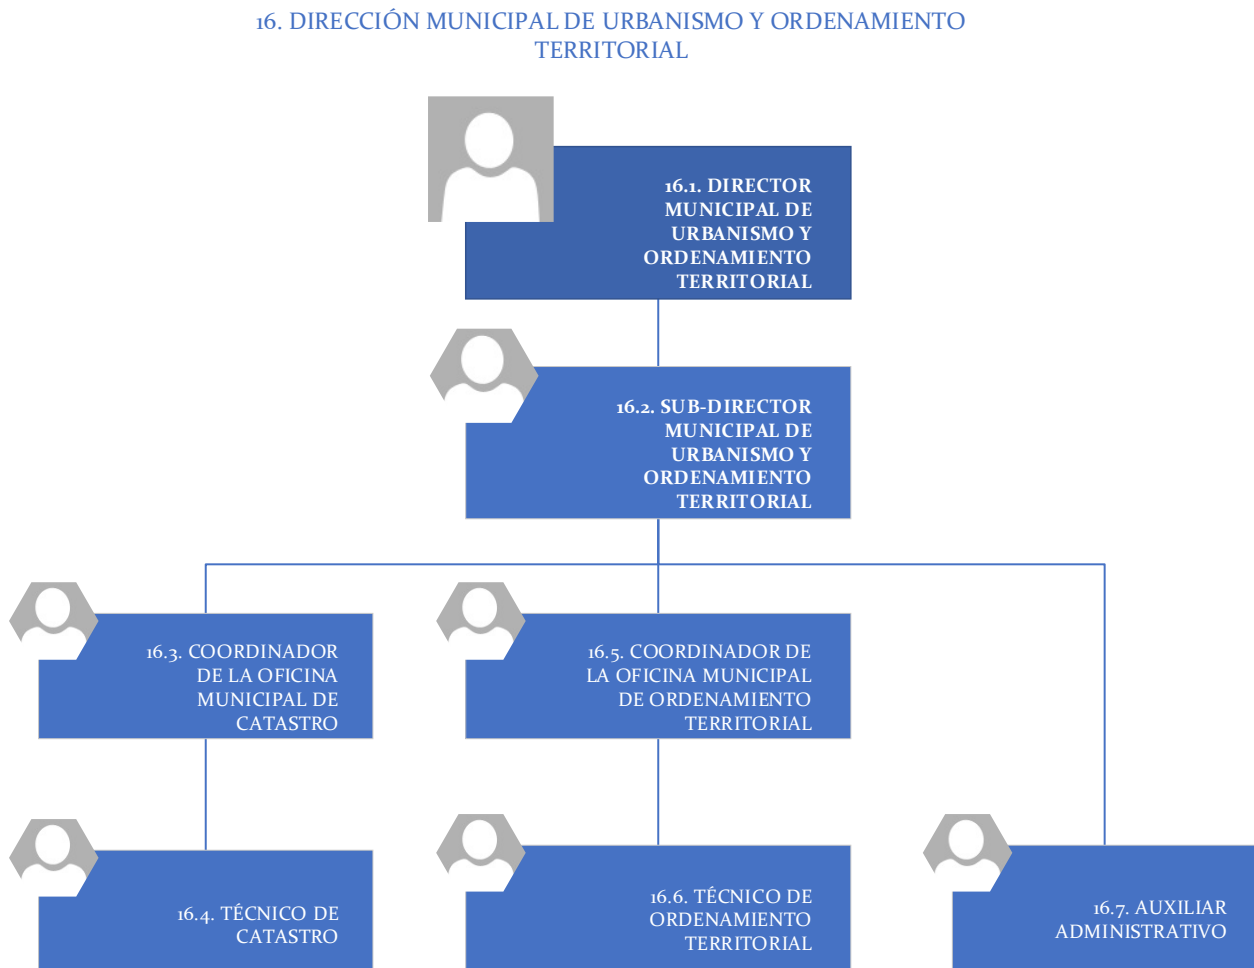 16. DIRECCIÓN MUNICIPAL DE URBANISMO Y ORDENAMIENTO
TERRITORIAL
16.1. DIRECTOR
MUNICIPAL DE
URBANISMO Y
ORDENAMIENTO
TERRITORIAL
16.2. SUB-DIRECTOR
MUNICIPAL DE
URBANISMO Y
ORDENAMIENTO
TERRITORIAL
16.3. COORDINADOR
DE LA OFICINA
MUNICIPAL DE
CATASTRO
16.5. COORDINADOR DE
LA OFICINA MUNICIPAL
DE ORDENAMIENTO
TERRITORIAL
16.4. TÉCNICO DE
CATASTRO
16.6. TÉCNICO DE
ORDENAMIENTO
TERRITORIAL
16.7. AUXILIAR
ADMINISTRATIVO